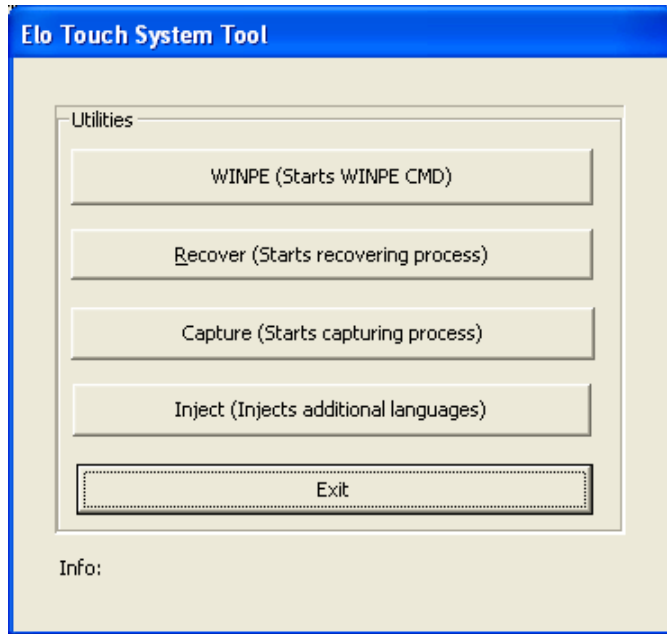 Elo Touch System Tool
Utilities
WINPE (Starts WINPE CMD)
Recover (Starts recovering process)
Capture (Starts capturing process)
Inject (Injects additional languages)
Exit
Info: